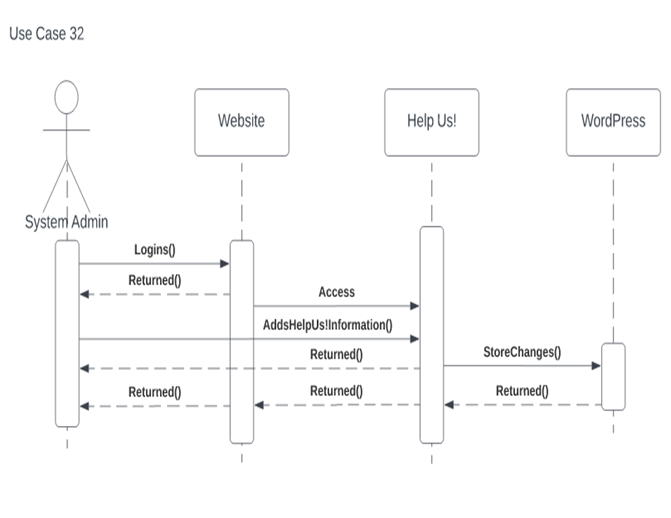 Use Case 32
Website
Help Us!
WordPress
System Admin
Logins()
Returned()
Access
AddsHelpUs!Information()
Returned()
StoreChanges()
Returned()
Returned()
Returned()